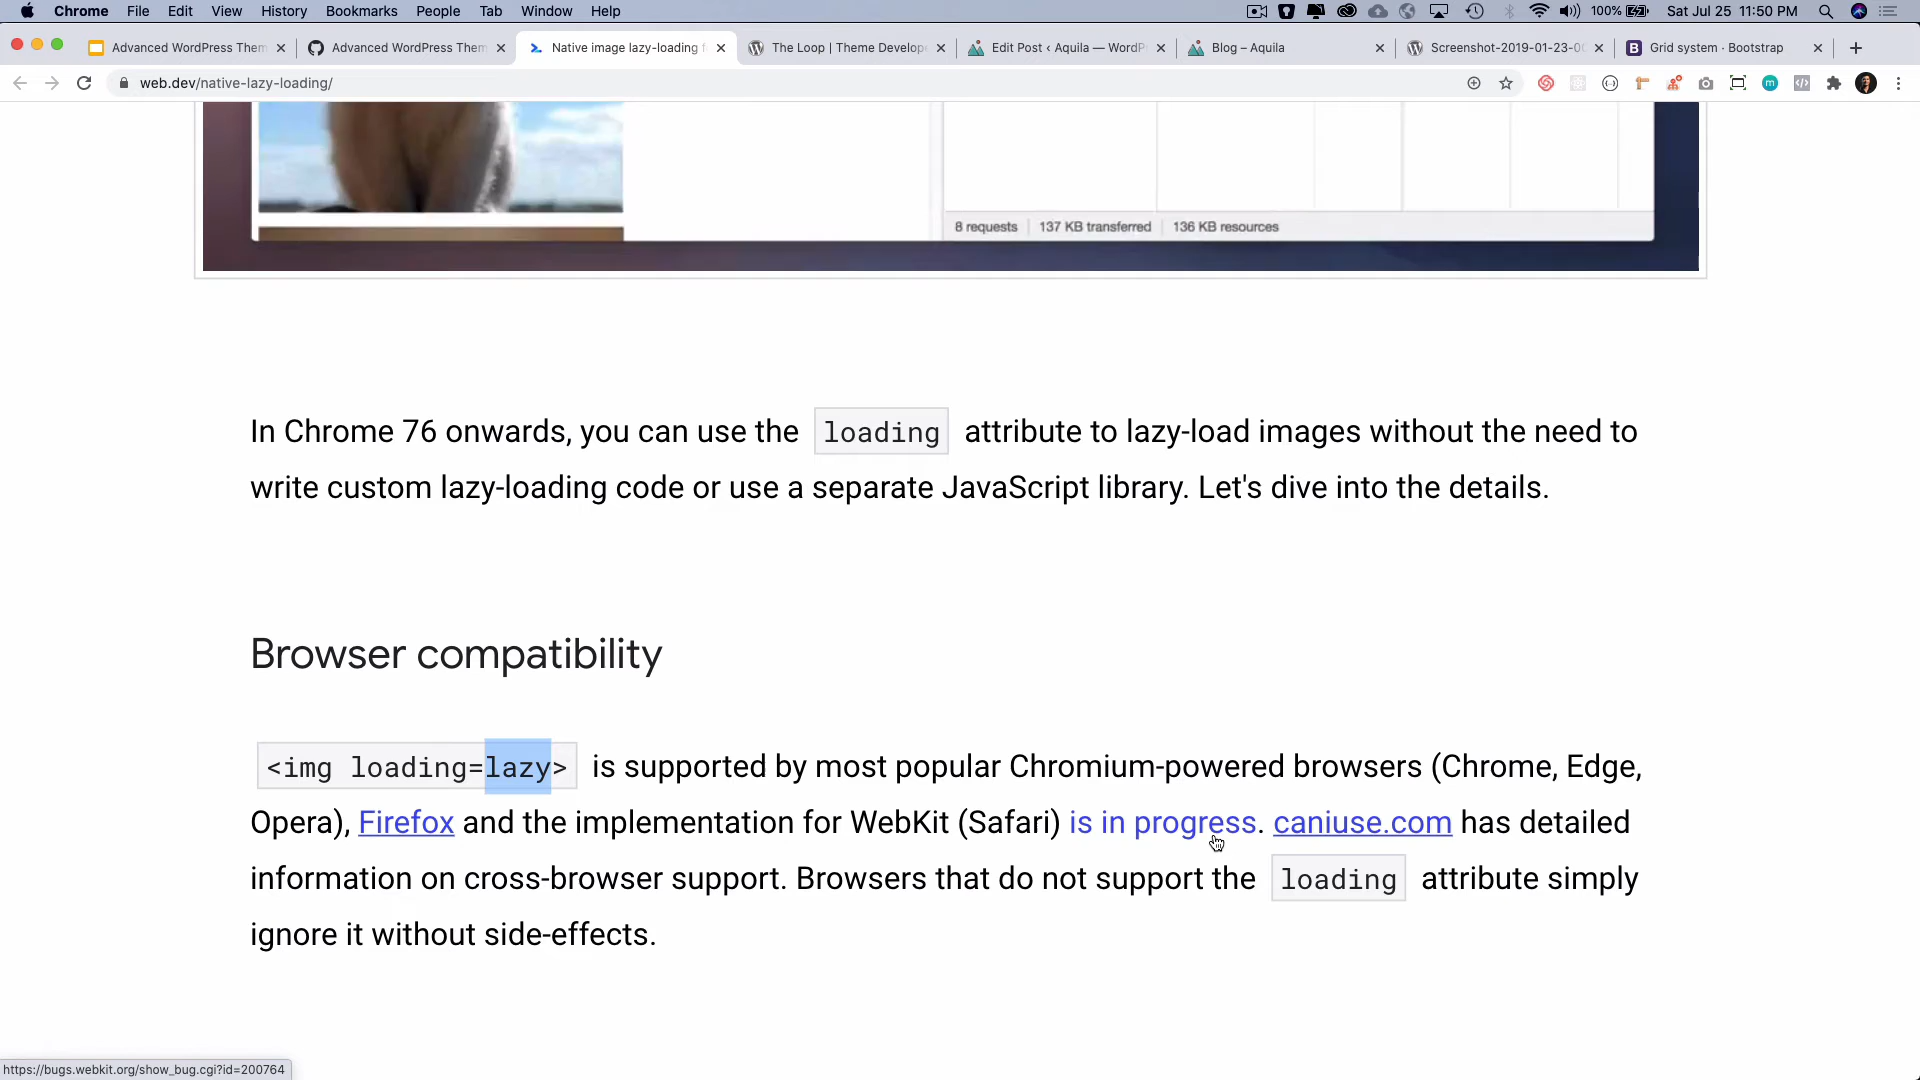 Chrome File Edit View History Bookmarks People Tab Window Help 100% Sat Jul 25 11:50 PM
Advanced WordPress Them Advanced WordPress Them Native image lazy-loading f The Loop | Theme Develope Edit Post ‹ Aquila — WordP Blog – Aquila Screenshot-2019-01-23-00 Grid system · Bootstrap
web.dev/native-lazy-loading/
8 requests 137 KB transferred 136 KB resources
In Chrome 76 onwards, you can use the loading attribute to lazy-load images without the need to
write custom lazy-loading code or use a separate JavaScript library. Let's dive into the details.
Browser compatibility
<img loading=lazy> is supported by most popular Chromium-powered browsers (Chrome, Edge,
Opera), Firefox and the implementation for WebKit (Safari) is in progress. caniuse.com has detailed
information on cross-browser support. Browsers that do not support the loading attribute simply
ignore it without side-effects.
https://bugs.webkit.org/show_bug.cgi?id=200764